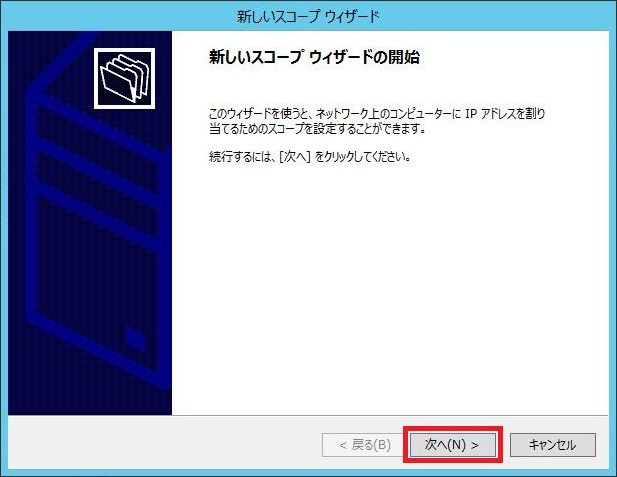 新しいスコープ ウィザード
新しいスコープ ウィザードの開始
このウィザードを使うと、ネットワーク上のコンピューターに IP アドレスを割り
当てるためのスコープを設定することができます。
続行するには、[次へ] をクリックしてください。
< 戻る(B) 次へ(N) > キャンセル